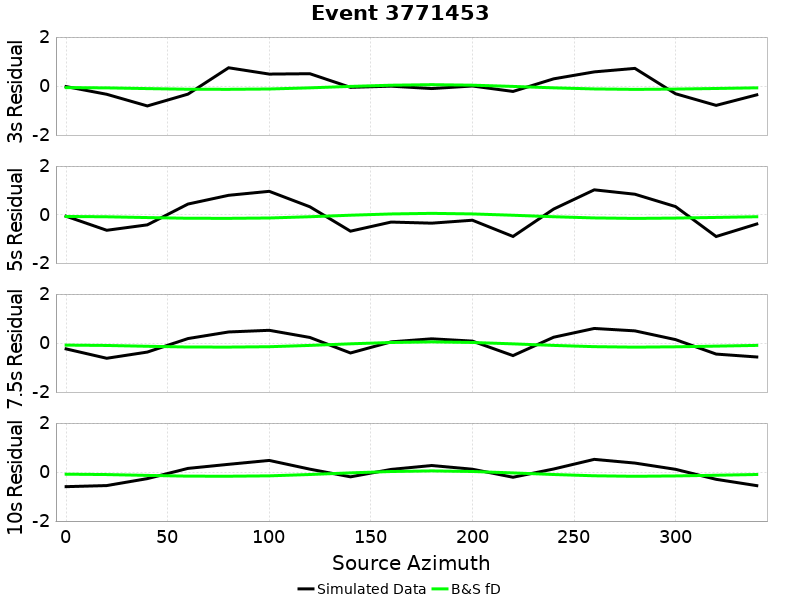 Event 3771453
3s Residual
2
0
-2
5s Residual
2
0
-2
7.5s Residual
2
0
-2
10s Residual
2
0
-2
0 50 100 150 200 250 300
Source Azimuth
Simulated Data B&S fD